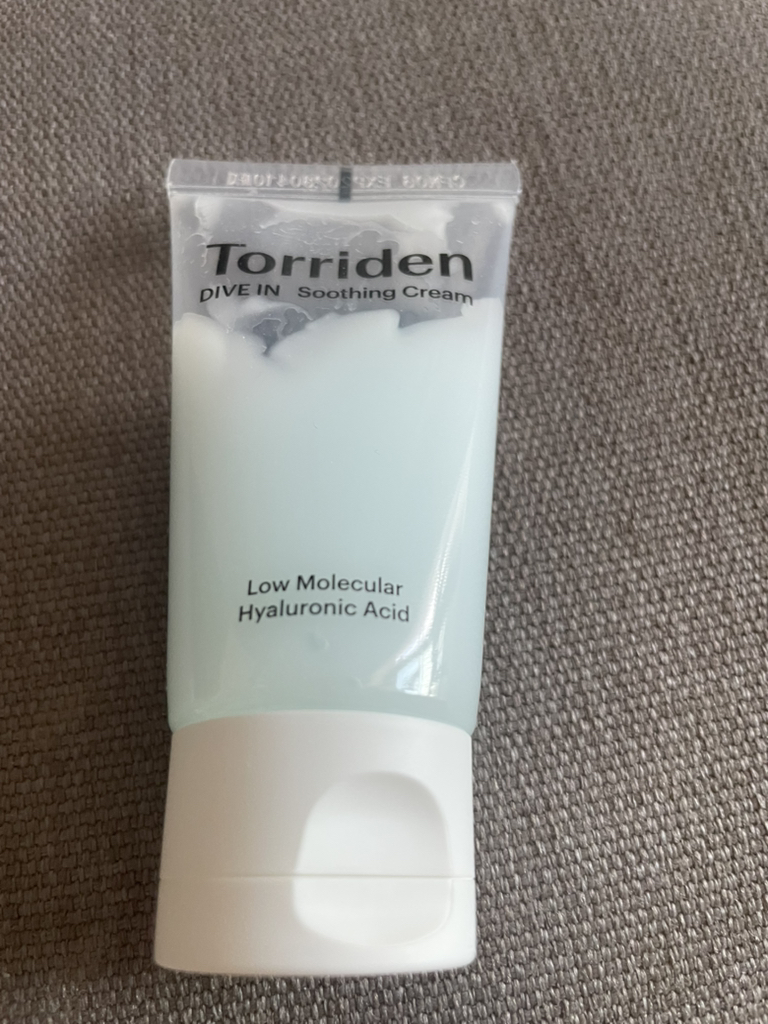 Torriden
DIVE IN Soothing Cream
Low Molecular
Hyaluronic Acid